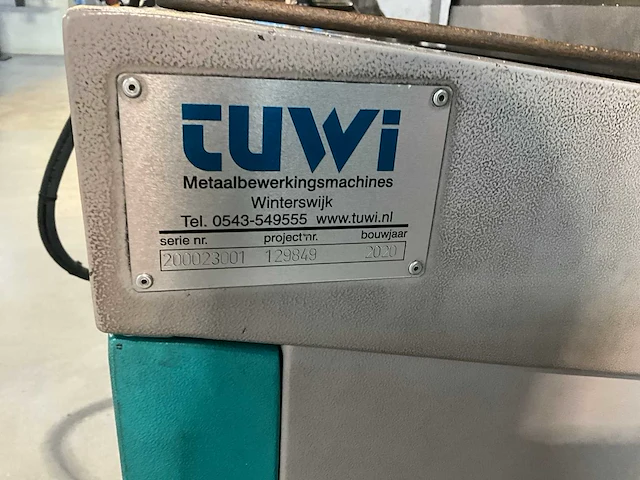 tuwi
Metaalbewerkingsmachines
Winterswijk
Tel. 0543-549555 www.tuwi.nl
serie nr. project nr. bouwjaar
200023001 129849 2020